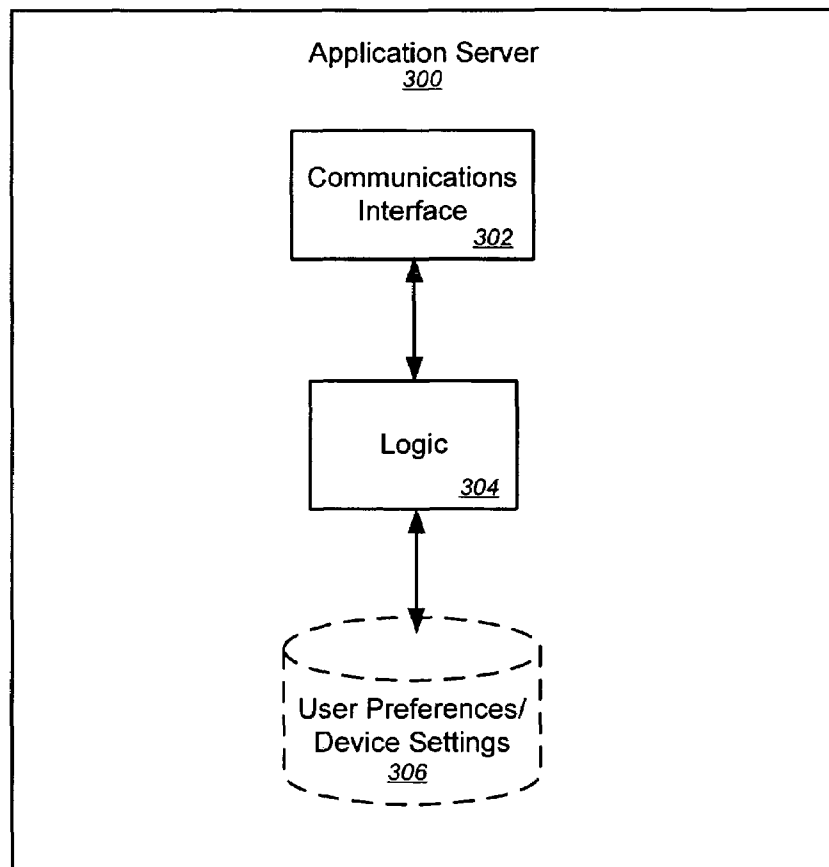 Application Server
300
Communications
Interface
302
Logic
304
User Preferences/
Device Settings
306